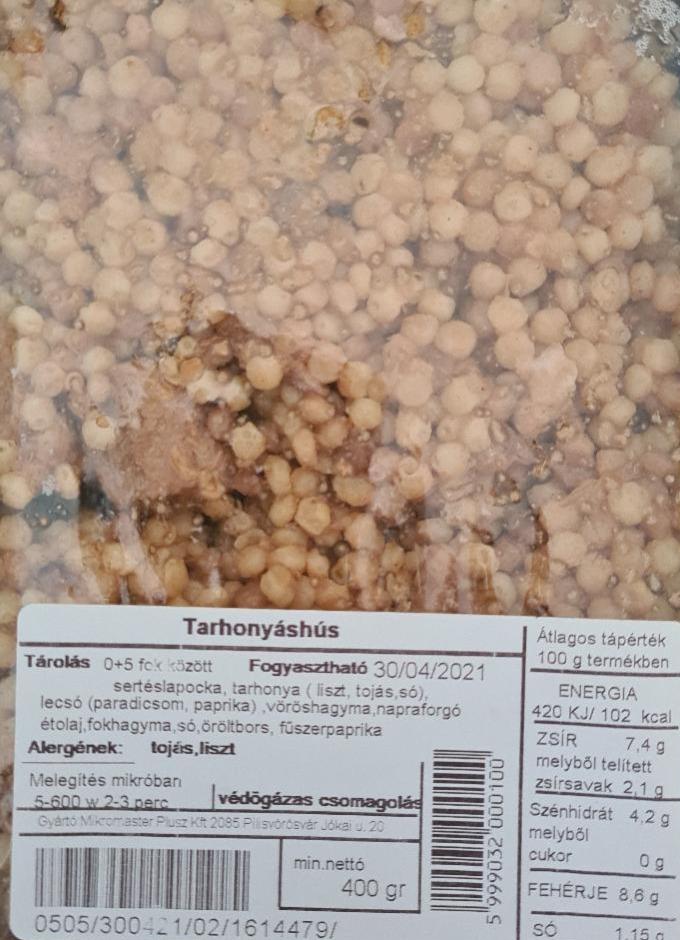 Tarhonyáshús
Tárolás 0+5 fok között Fogyasztható 30/04/2021
sertéslapocka, tarhonya ( liszt, tojás,só),
lecsó (paradicsom, paprika) ,vöröshagyma,napraforgó
étolaj,fokhagyma,só,őröltbors, fűszerpaprika
Alergének: tojás,liszt
Melegítés mikróban
5-600 w 2-3 perc
védőgázas csomagolás
Gyártó:Mikromaster Plusz Kft 2085 Pilisvörösvár Jókai u. 20
min.nettó
400 gr
0505/300421/02/1614479/
5 999032 000100
Átlagos tápérték
100 g termékben
ENERGIA
420 KJ/ 102 kcal
ZSÍR 7,4 g
melyből telített
zsírsavak 2,1 g
Szénhidrát 4,2 g
melyből
cukor 0 g
FEHÉRJE 8,6 g
SÓ 1,15 g